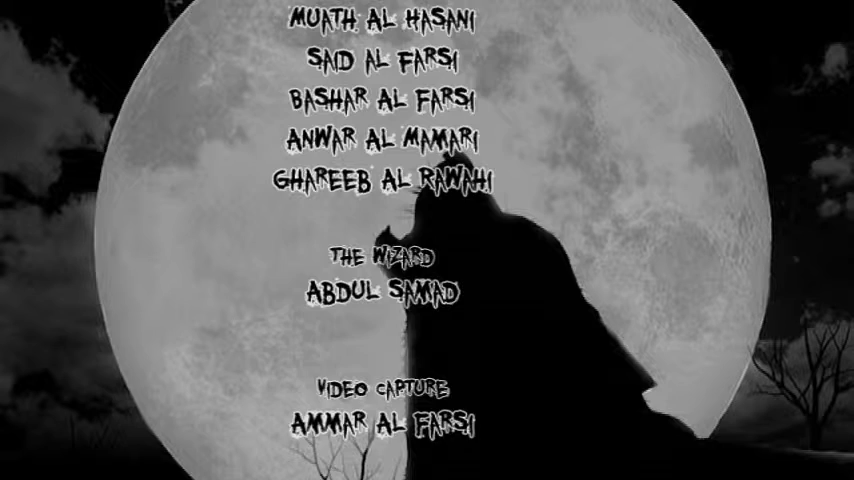 MUATH AL HASANI
SAID AL FARSI
BASHAR AL FARSI
ANWAR AL MAMARI
GHAREEB AL RAWAHI
THE WIZARD
ABDUL SAMAD
VIDEO CAPTURE
AMMAR AL FARSI